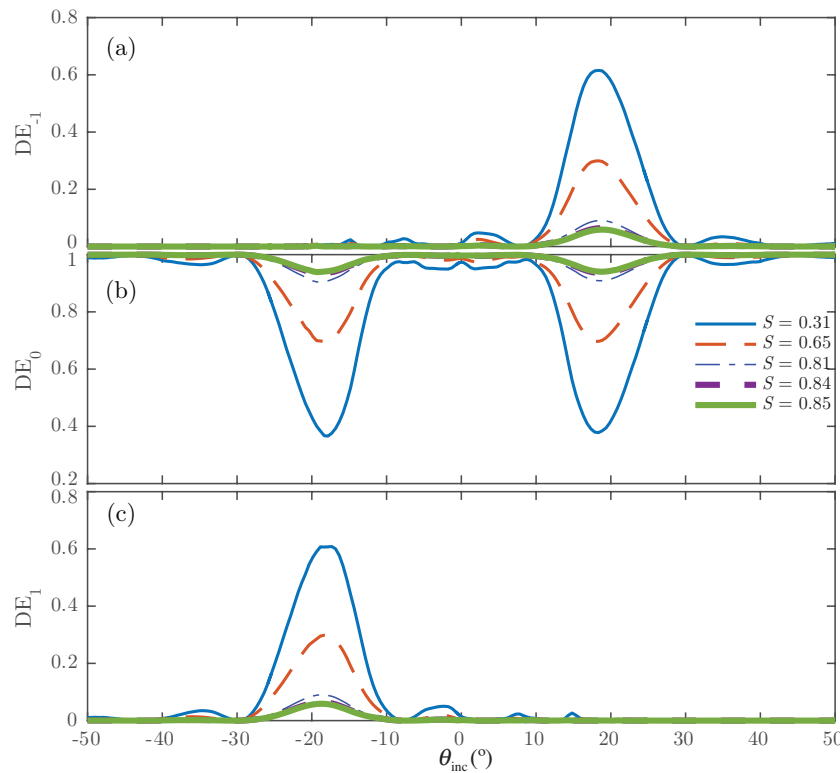 0.8
(a)
0.6
0.4
0.2
0
DE-1
1
(b)
0.8
0.6
0.4
0.2
DE0
S = 0.31
S = 0.65
S = 0.81
S = 0.84
S = 0.85
0.8
(c)
0.6
0.4
0.2
0
DE1
-50 -40 -30 -20 -10 0 10 20 30 40 50
θinc(º)